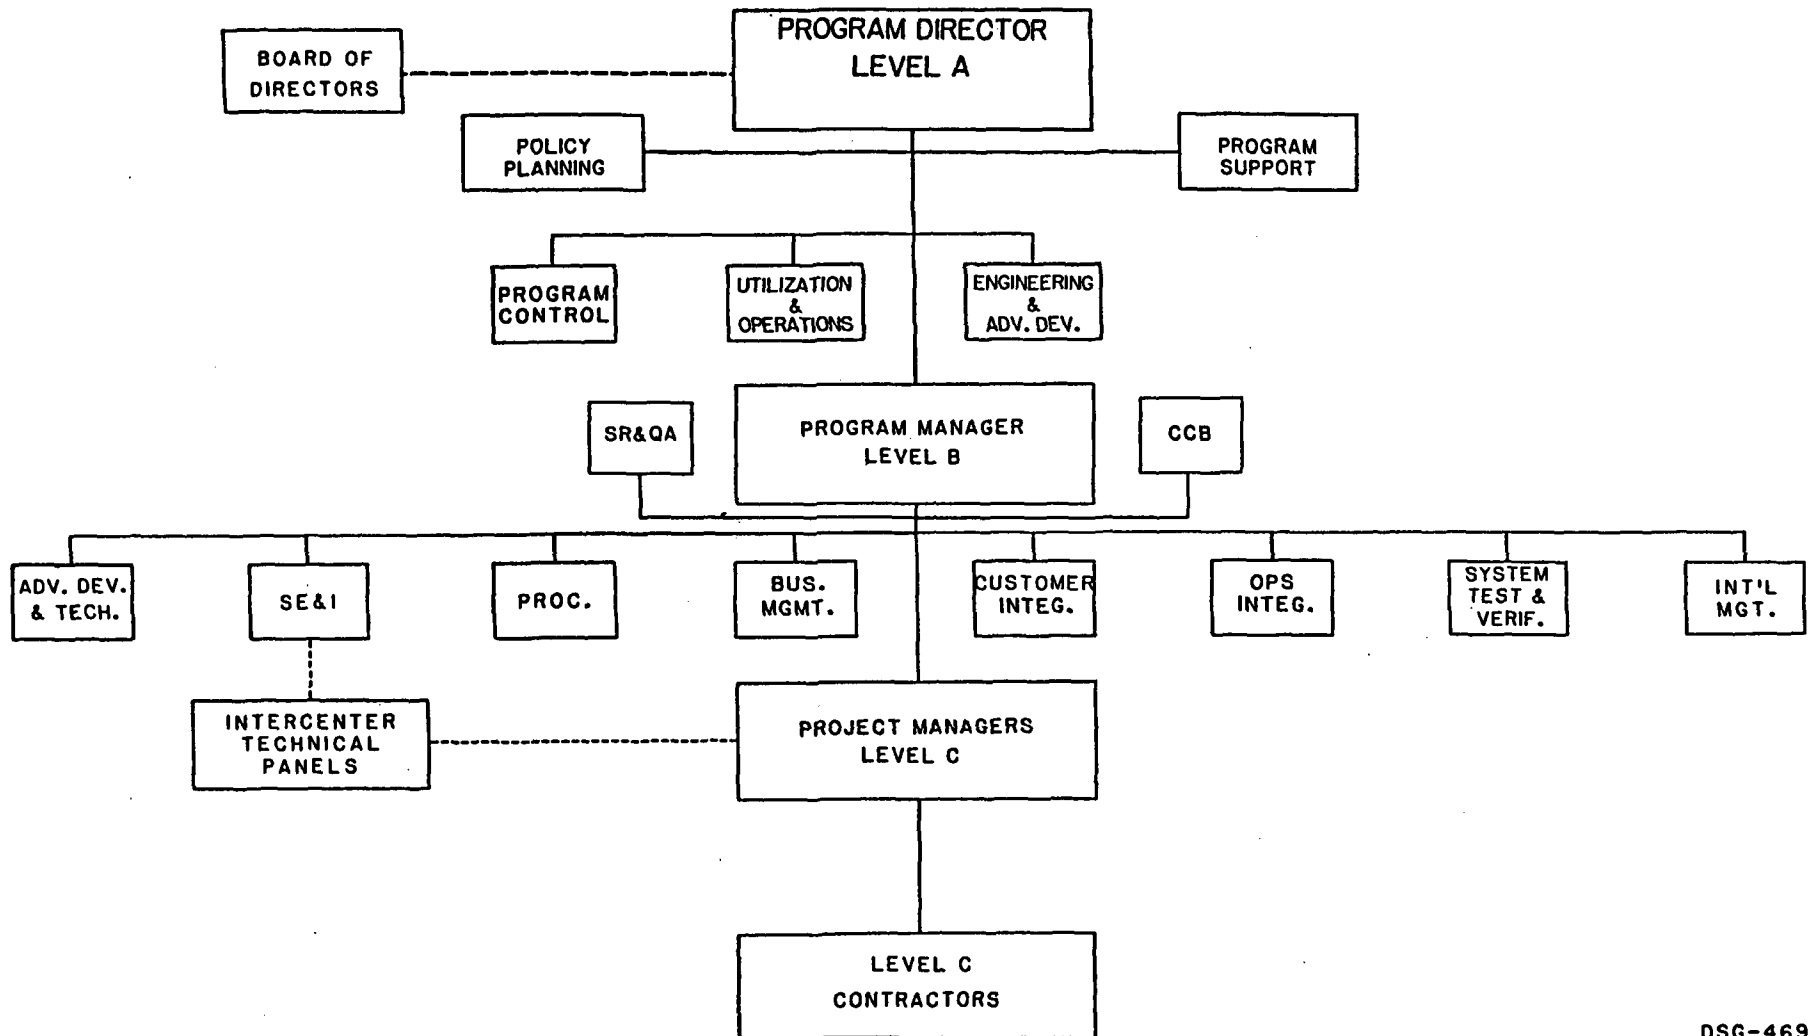 PROGRAM DIRECTOR
LEVEL A
BOARD OF
DIRECTORS
POLICY
PLANNING
PROGRAM
SUPPORT
PROGRAM
CONTROL
UTILIZATION
&
OPERATIONS
ENGINEERING
&
ADV. DEV.
SR&QA
PROGRAM MANAGER
LEVEL B
CCB
ADV. DEV.
& TECH.
SE&I
PROC.
BUS.
MGMT.
CUSTOMER
INTEG.
OPS
INTEG.
SYSTEM
TEST &
VERIF.
INT'L
MGT.
INTERCENTER
TECHNICAL
PANELS
PROJECT MANAGERS
LEVEL C
LEVEL C
CONTRACTORS
DSG-469